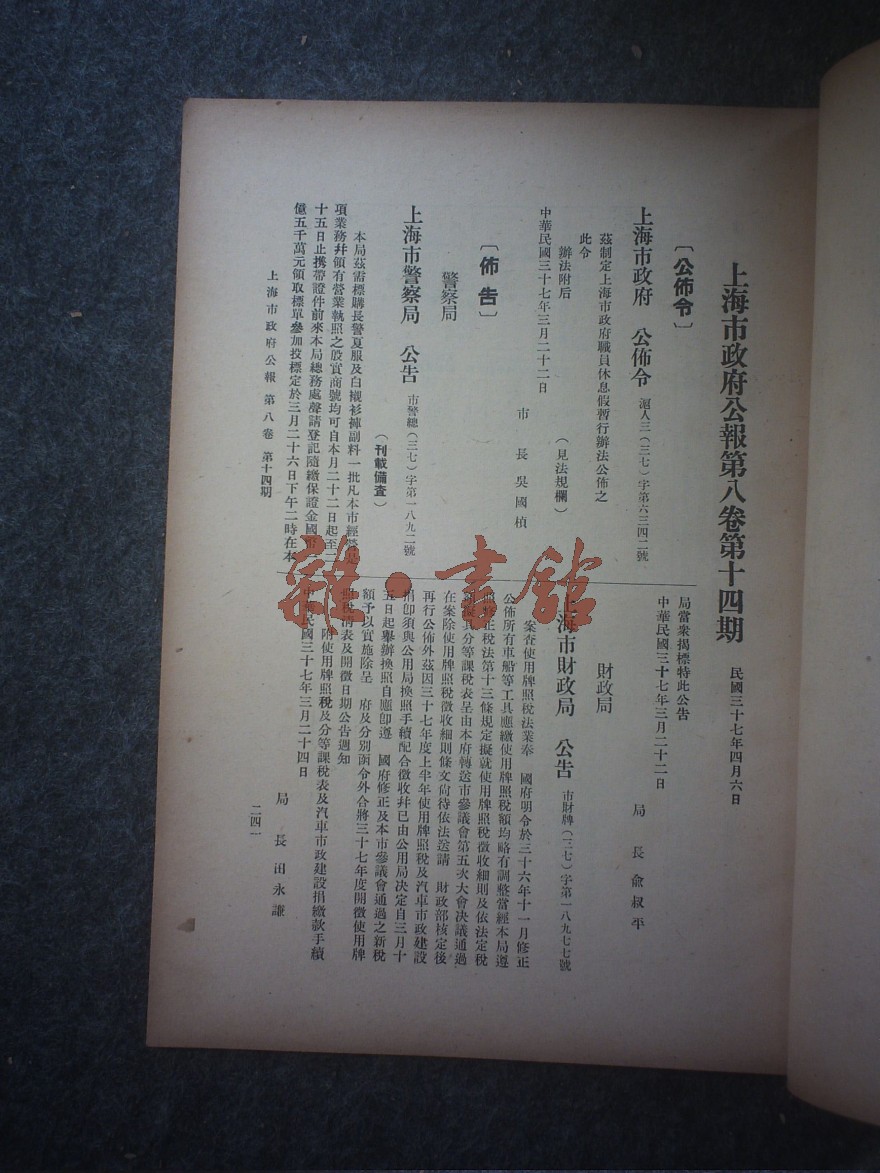 上海市政府公報第八卷第十四期
民國三十七年四月六日
〔公佈令〕
上海市政府 公佈令 滬人三(三七)字第六三四二號
茲制定上海市政府職員休息假暫行辦法公佈之
此令
辦法附后 (見法規欄)
中華民國三十七年三月二十二日
市長 吳國楨
〔佈告〕
警察局
上海市警察局 公告 市警總(三七)字第一八九二號
(刊載備查)
本局茲需標購長警夏服及白襯衫褲副料一批凡本市經營是
項業務幷領有營業執照之殷實商號均可自本月二十二日起至二
十五日止携帶證件前來本局總務處聲請登記隨繳保證金國幣
億五千萬元領取標單參加投標定於三月二十六日下午二時在本
局當衆揭標特此公告
中華民國三十七年三月二十二日
局長 俞叔平
財政局
上海市財政局 公告 市財牌(三七)字第一八九七七號
案查使用牌照稅法業奉 國府明令於三十六年十一月修正
公佈所有車船等工具應繳使用牌照稅額均略有調整當經本局遵
照修正稅法第十三條規定擬就使用牌照稅徵收細則及依法定稅
額擬具分等課稅表呈由本府轉送市參議會第五次大會决議通過
在案除使用牌照稅徵收細則條文尙待依法送請 財政部核定後
再行公佈外茲因三十七年度上半年使用牌照稅及汽車市政建設
捐卽須與公用局換照手續配合徵收幷已由公用局決定自三月十
五日起舉辦換照自應卽遵 國府修正及本市參議會通過之新稅
額予以實施除呈 府及分別函令外合將三十七年度開徵使用牌
照稅捐表及開徵日期公告週知
附使用牌照稅及分等課稅表及汽車市政建設捐繳款手續
中華民國三十七年三月二十四日
局長 田永謙
上海市政府公報 第八卷 第十四期
二四一
雜·書館